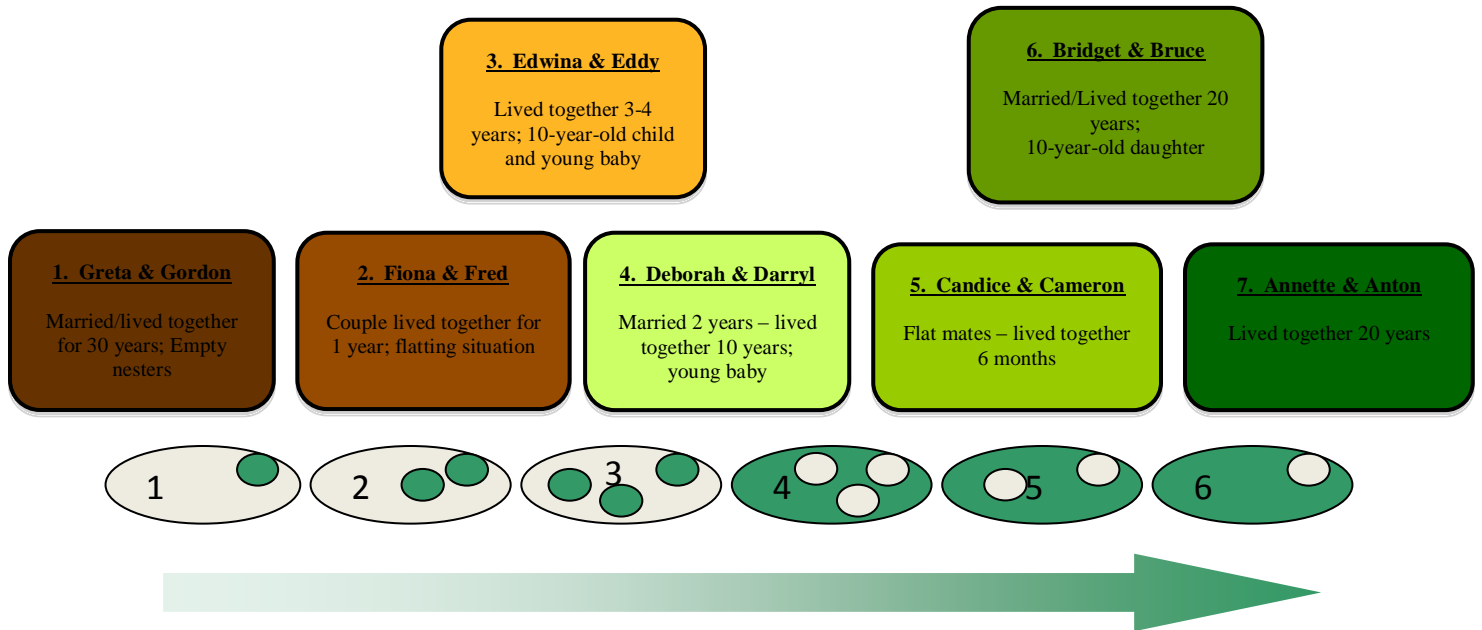 3. Edwina & Eddy
Lived together 3-4
years; 10-year-old child
and young baby
6. Bridget & Bruce
Married/Lived together 20
years;
10-year-old daughter
1. Greta & Gordon
Married/lived together
for 30 years; Empty
nesters
2. Fiona & Fred
Couple lived together for
1 year; flatting situation
4. Deborah & Darryl
Married 2 years – lived
together 10 years;
young baby
5. Candice & Cameron
Flat mates – lived together
6 months
7. Annette & Anton
Lived together 20 years
1
2
3
4
5
6